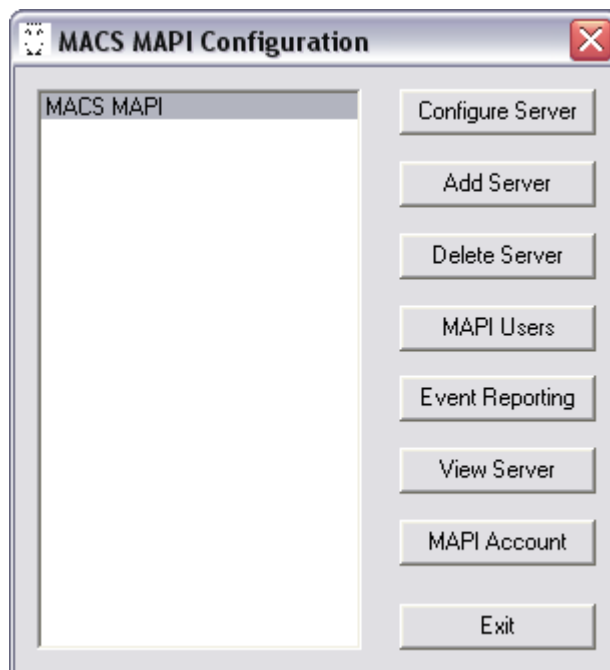 MACS MAPI Configuration
MACS MAPI
Configure Server
Add Server
Delete Server
MAPI Users
Event Reporting
View Server
MAPI Account
Exit